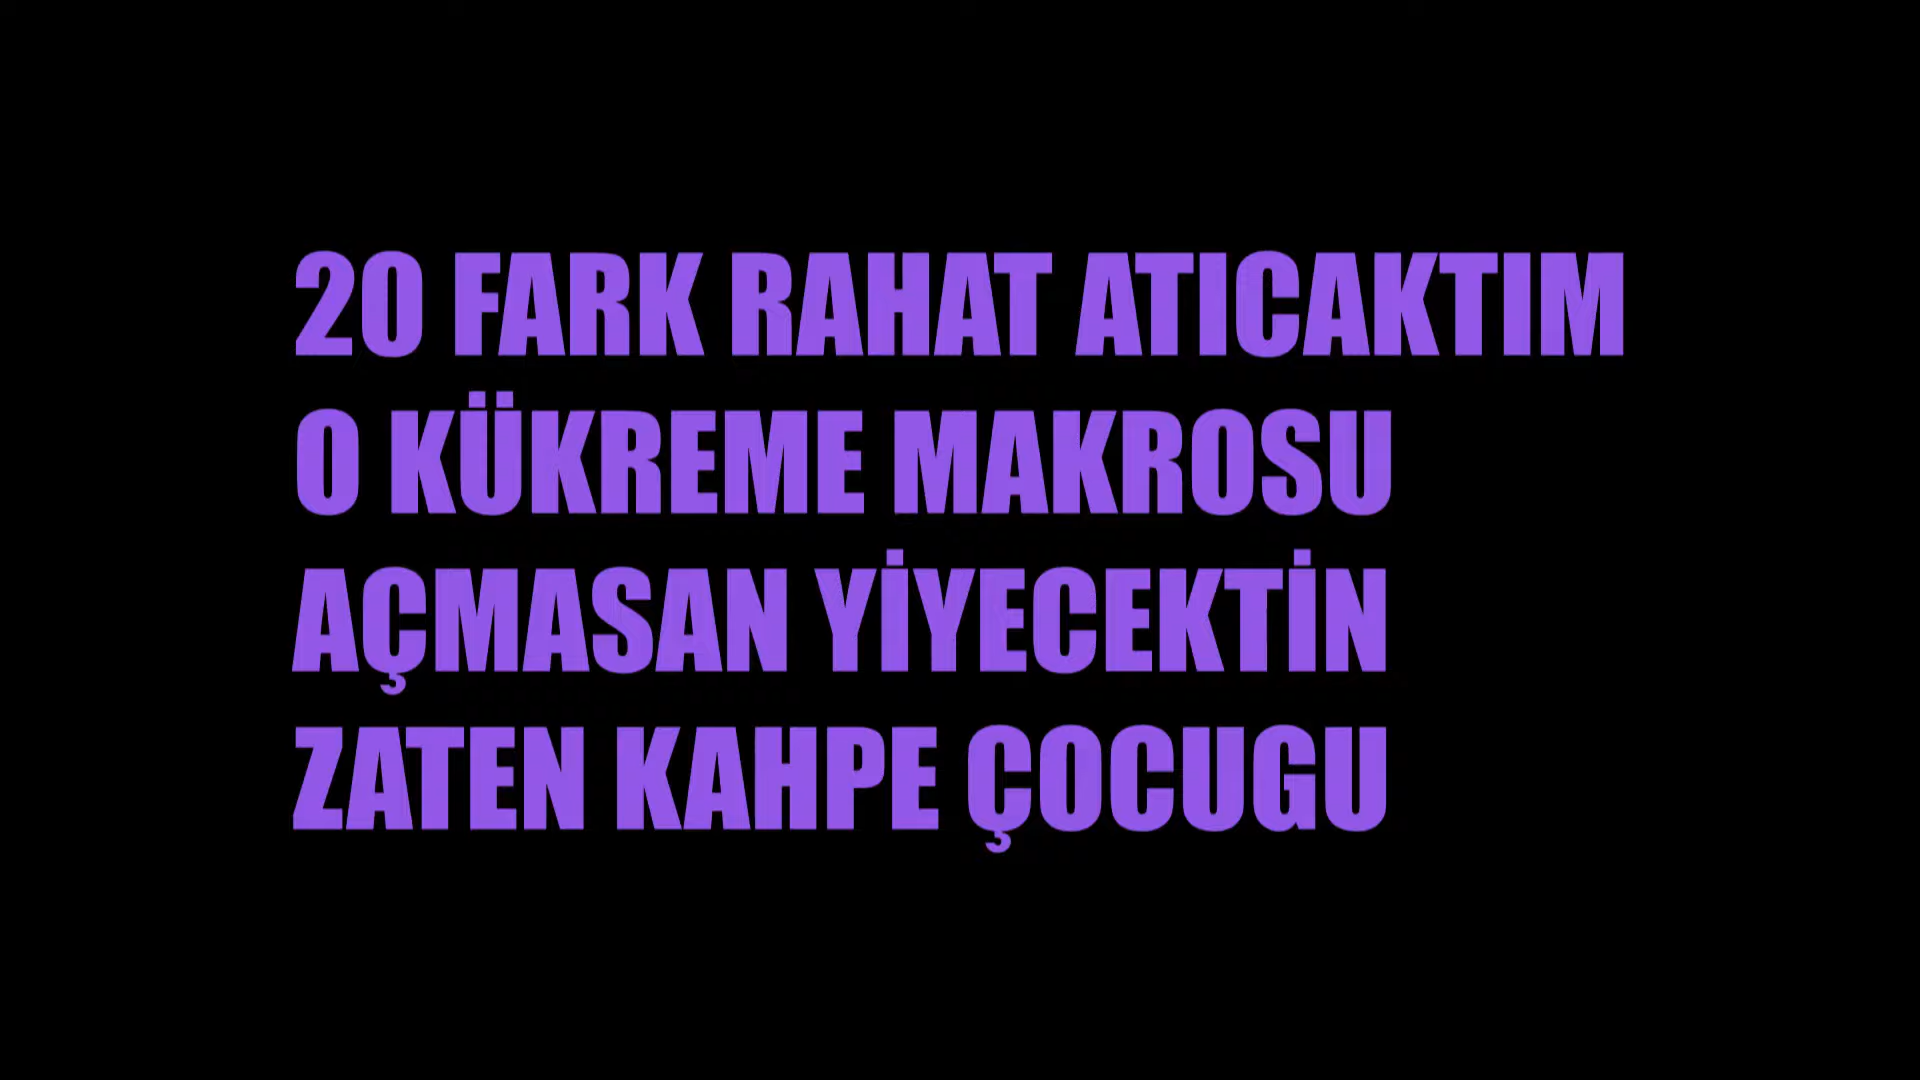 20 FARK RAHAT ATICAKTIM
O KÜKREME MAKROSU
AÇMASAN YİYECEKTİN
ZATEN KAHPE ÇOCUGU